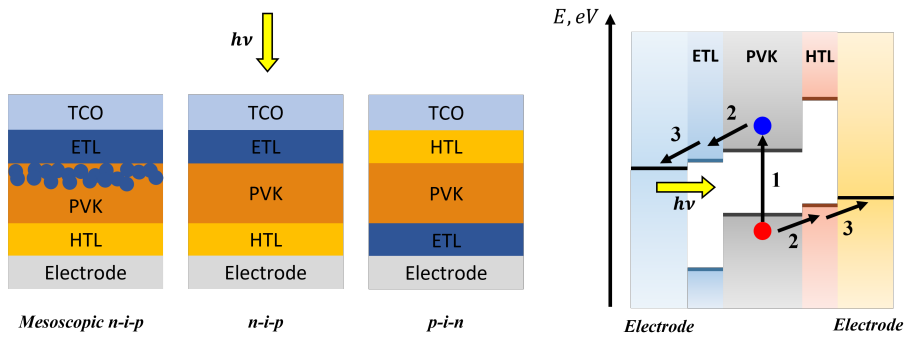 hν
TCO
ETL
PVK
HTL
Electrode
Mesoscopic n-i-p
TCO
ETL
PVK
HTL
Electrode
n-i-p
TCO
HTL
PVK
ETL
Electrode
p-i-n
E, eV
ETL
PVK
HTL
3
2
1
hν
2
3
Electrode
Electrode